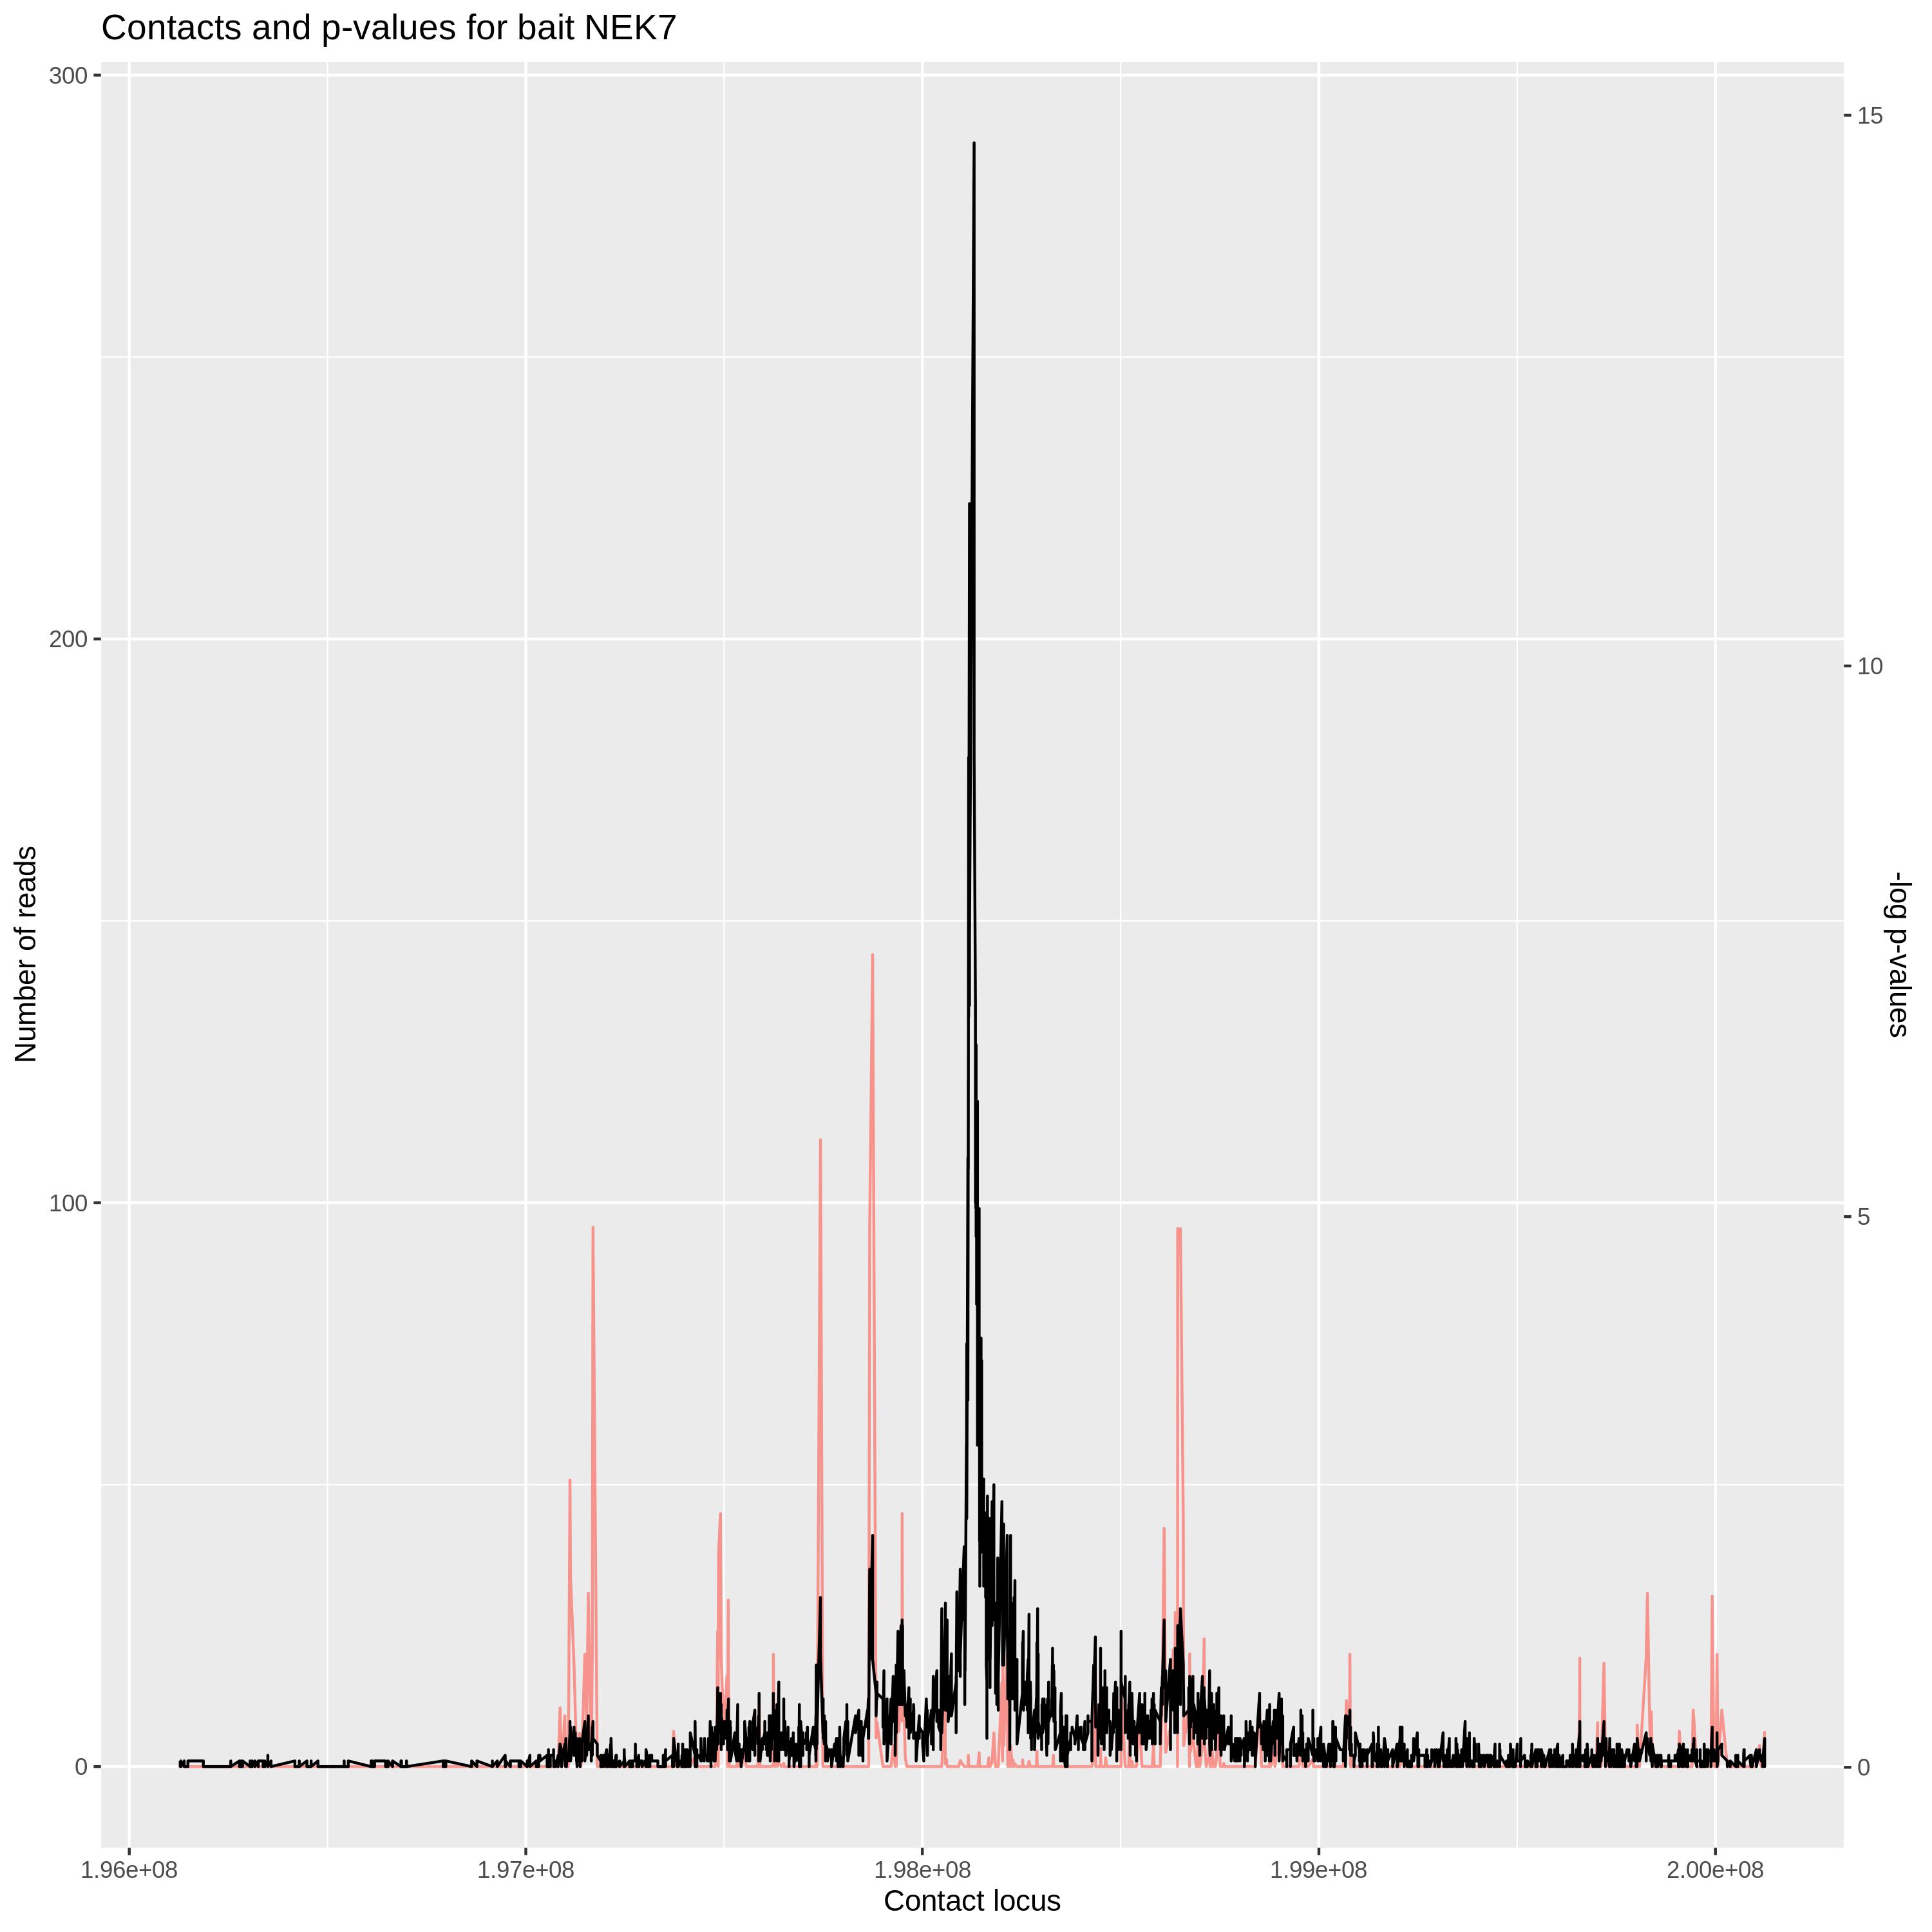 Contacts and p-values for bait NEK7
300
200
100
0
Number of reads
15
10
5
0
-log p-values
1.96e+08
1.97e+08
1.98e+08
1.99e+08
2.00e+08
Contact locus